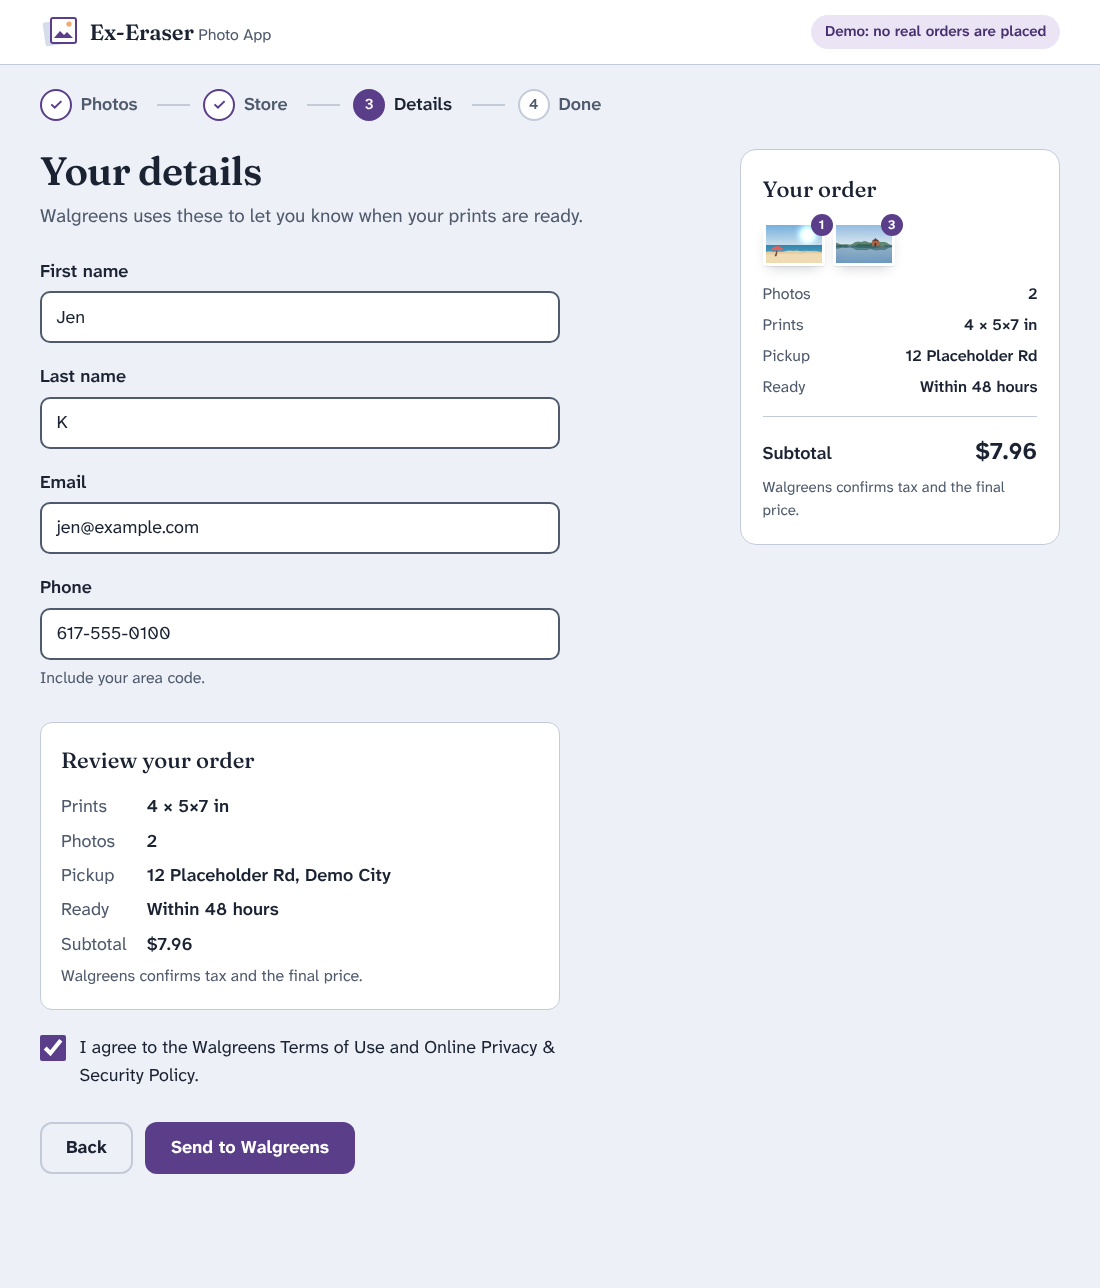 Ex-Eraser Photo App
Demo: no real orders are placed
Photos
Store
3 Details
4 Done
Your details
Walgreens uses these to let you know when your prints are ready.
First name
Jen
Last name
K
Email
jen@example.com
Phone
617-555-0100
Include your area code.
Review your order
Prints 4 × 5×7 in
Photos 2
Pickup 12 Placeholder Rd, Demo City
Ready Within 48 hours
Subtotal $7.96
Walgreens confirms tax and the final price.
I agree to the Walgreens Terms of Use and Online Privacy &
Security Policy.
Back
Send to Walgreens
Your order
1 3
Photos 2
Prints 4 × 5×7 in
Pickup 12 Placeholder Rd
Ready Within 48 hours
Subtotal $7.96
Walgreens confirms tax and the final
price.